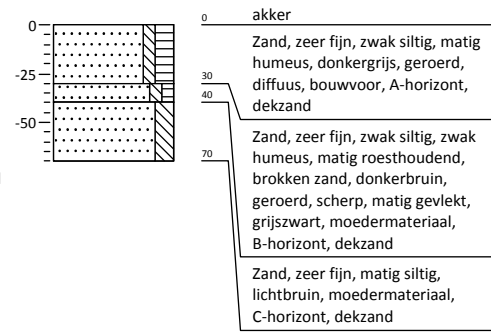 0
-25
-50
0
30
40
70
akker
Zand, zeer fijn, zwak siltig, matig
humeus, donkergrijs, geroerd,
diffuus, bouwvoor, A-horizont,
dekzand
Zand, zeer fijn, zwak siltig, zwak
humeus, matig roesthoudend,
brokken zand, donkerbruin,
geroerd, scherp, matig gevlekt,
grijszwart, moedermateriaal,
B-horizont, dekzand
Zand, zeer fijn, matig siltig,
lichtbruin, moedermateriaal,
C-horizont, dekzand